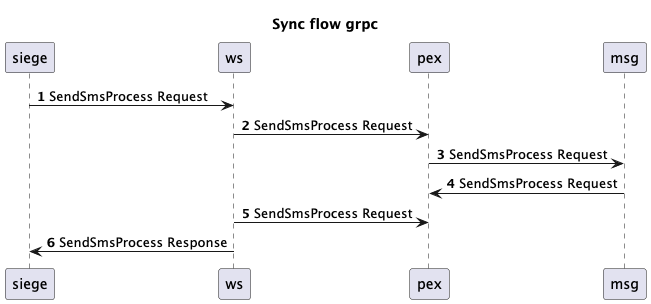 Sync flow grpc
siege ws pex msg
1 SendSmsProcess Request
2 SendSmsProcess Request
3 SendSmsProcess Request
4 SendSmsProcess Request
5 SendSmsProcess Request
6 SendSmsProcess Response
siege ws pex msg